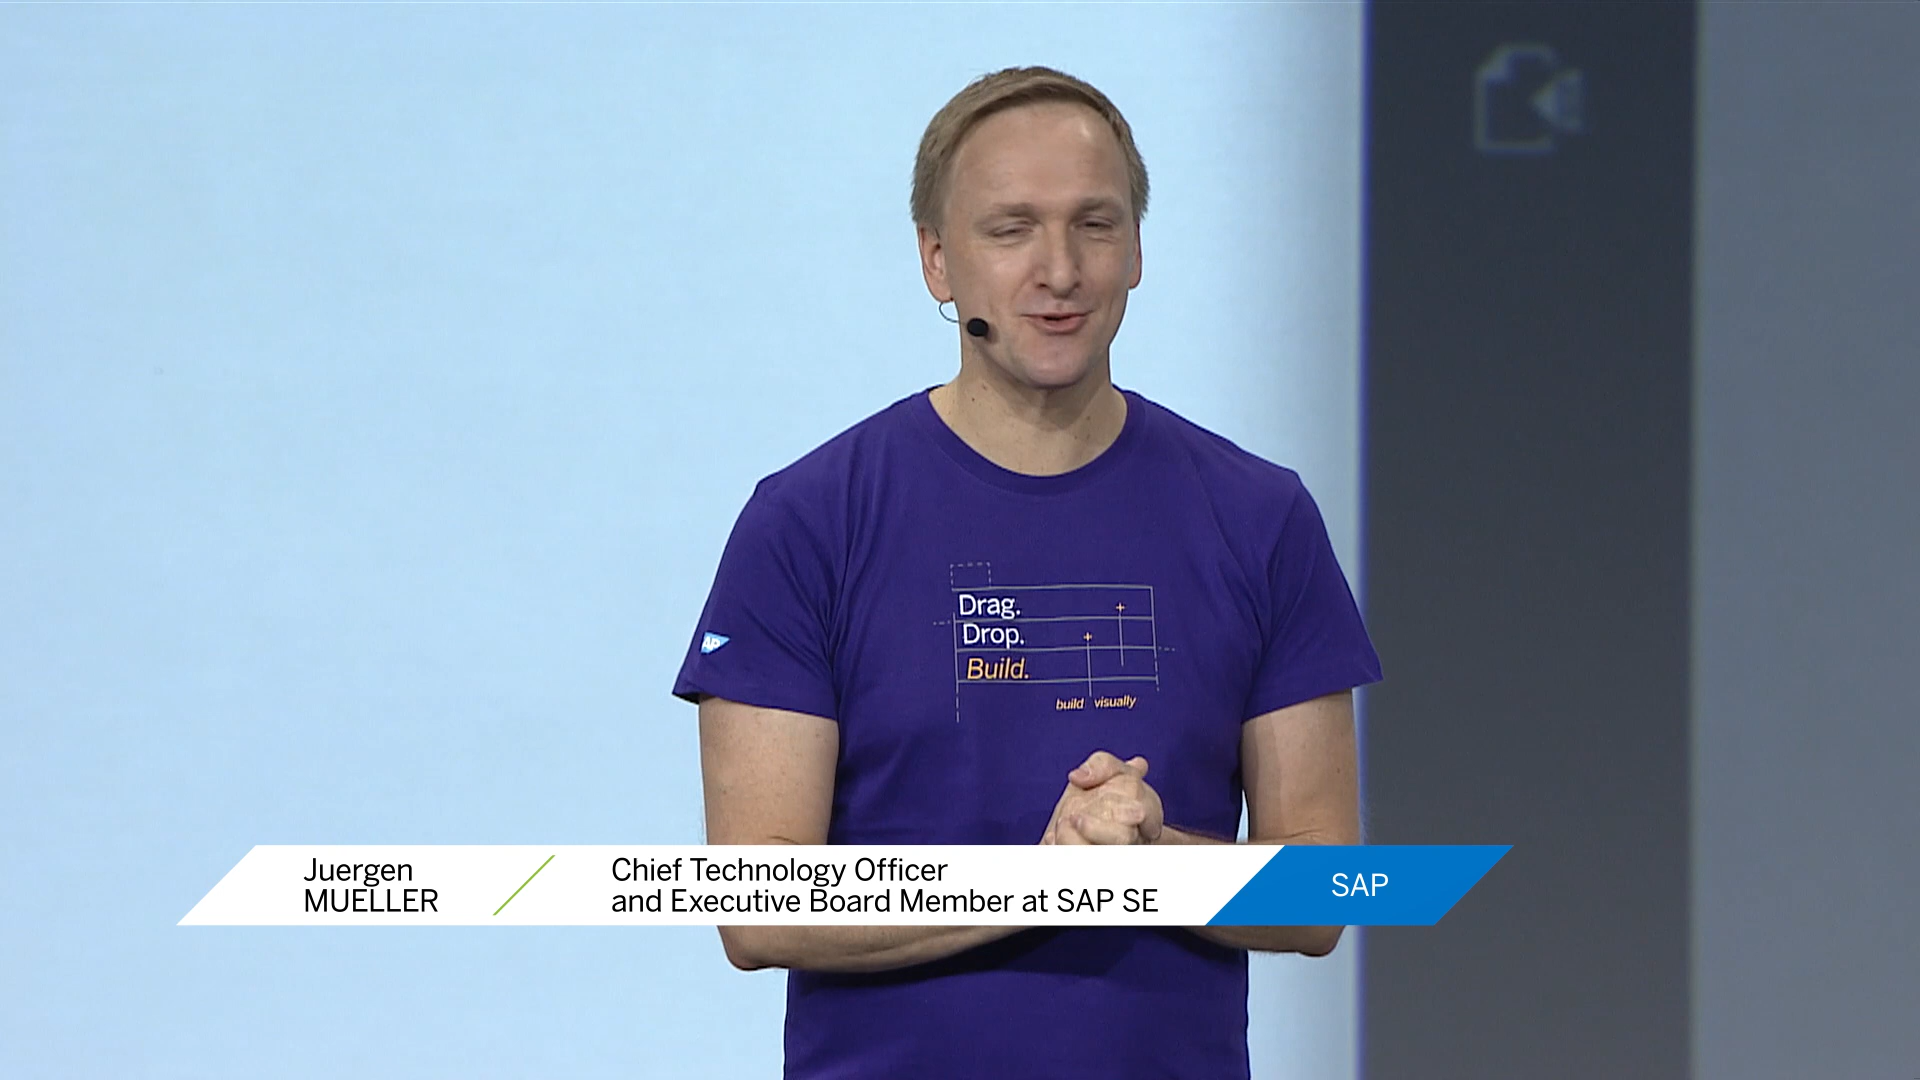 Drag.
Drop.
Build.
build visually
Juergen
MUELLER
Chief Technology Officer
and Executive Board Member at SAP SE
SAP